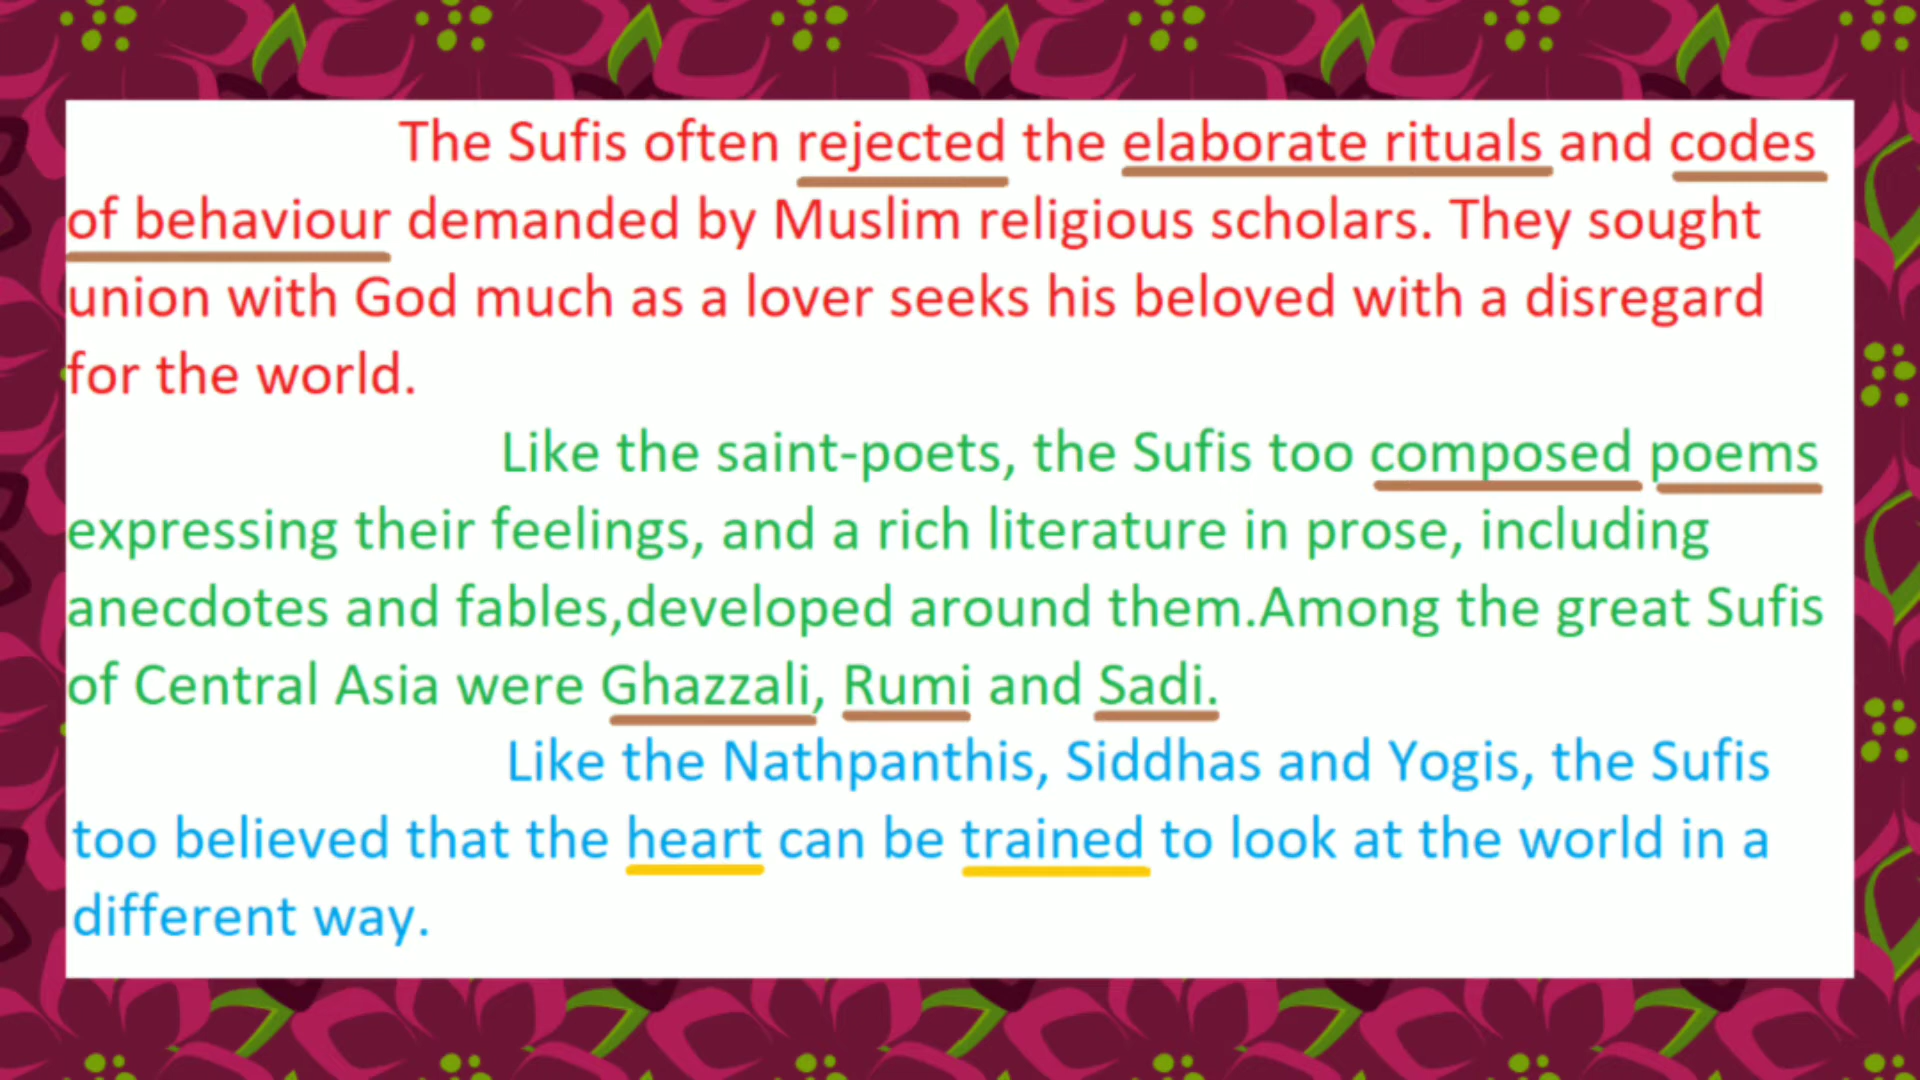 The Sufis often rejected the elaborate rituals and codes
of behaviour demanded by Muslim religious scholars. They sought
union with God much as a lover seeks his beloved with a disregard
for the world.
Like the saint-poets, the Sufis too composed poems
expressing their feelings, and a rich literature in prose, including
anecdotes and fables,developed around them.Among the great Sufis
of Central Asia were Ghazzali, Rumi and Sadi.
Like the Nathpanthis, Siddhas and Yogis, the Sufis
too believed that the heart can be trained to look at the world in a
different way.